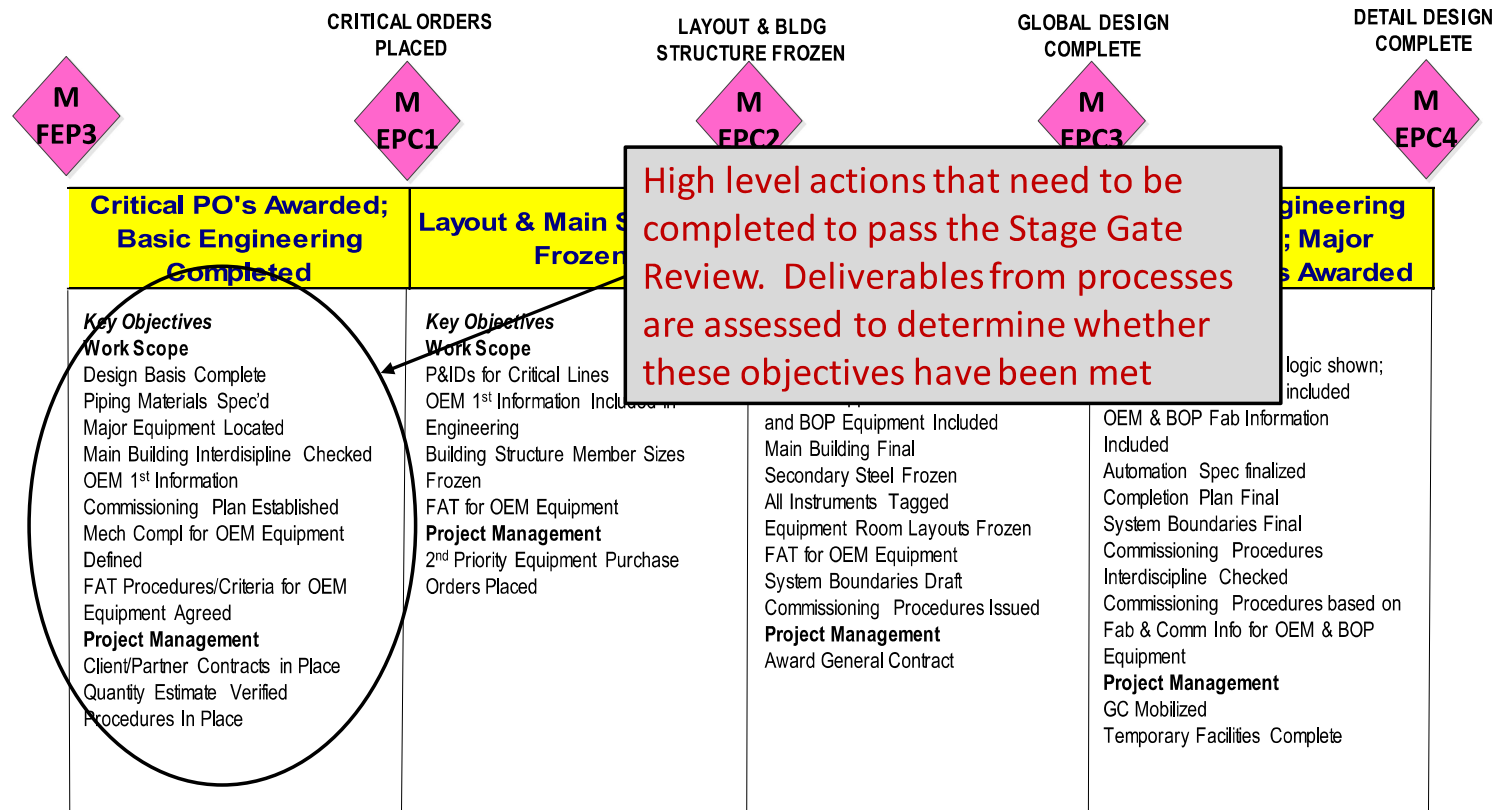 CRITICAL ORDERS
PLACED
LAYOUT & BLDG
STRUCTURE FROZEN
GLOBAL DESIGN
COMPLETE
DETAIL DESIGN
COMPLETE
M
FEP3
M
EPC1
M
EPC2
M
EPC3
M
EPC4
High level actions that need to be
completed to pass the Stage Gate
Review. Deliverables from processes
are assessed to determine whether
these objectives have been met
Critical PO's Awarded;
Basic Engineering
Completed
Key Objectives
Work Scope
Design Basis Complete
Piping Materials Spec'd
Major Equipment Located
Main Building Interdisipline Checked
OEM 1st Information
Commissioning Plan Established
Mech Compl for OEM Equipment
Defined
FAT Procedures/Criteria for OEM
Equipment Agreed
Project Management
Client/Partner Contracts in Place
Quantity Estimate Verified
Procedures In Place
Layout & Main
Frozen
Key Objectives
Work Scope
P&IDs for Critical Lines
OEM 1st Information Included in
Engineering
Building Structure Member Sizes
Frozen
FAT for OEM Equipment
Project Management
2nd Priority Equipment Purchase
Orders Placed
and BOP Equipment Included
Main Building Final
Secondary Steel Frozen
All Instruments Tagged
Equipment Room Layouts Frozen
FAT for OEM Equipment
System Boundaries Draft
Commissioning Procedures Issued
Project Management
Award General Contract
; Major
Awarded
logic shown;
included
OEM & BOP Fab Information
Included
Automation Spec finalized
Completion Plan Final
System Boundaries Final
Commissioning Procedures
Interdiscipline Checked
Commissioning Procedures based on
Fab & Comm Info for OEM & BOP
Equipment
Project Management
GC Mobilized
Temporary Facilities Complete